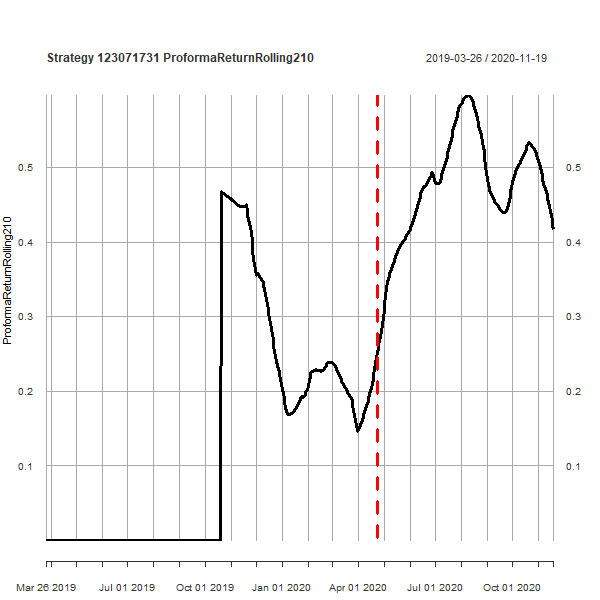 Strategy 123071731 ProformaReturnRolling210
2019-03-26 / 2020-11-19
ProformaReturnRolling210
0.5 0.5
0.4 0.4
0.3 0.3
0.2 0.2
0.1 0.1
Mar 26 2019 Jul 01 2019 Oct 01 2019 Jan 01 2020 Apr 01 2020 Jul 01 2020 Oct 01 2020